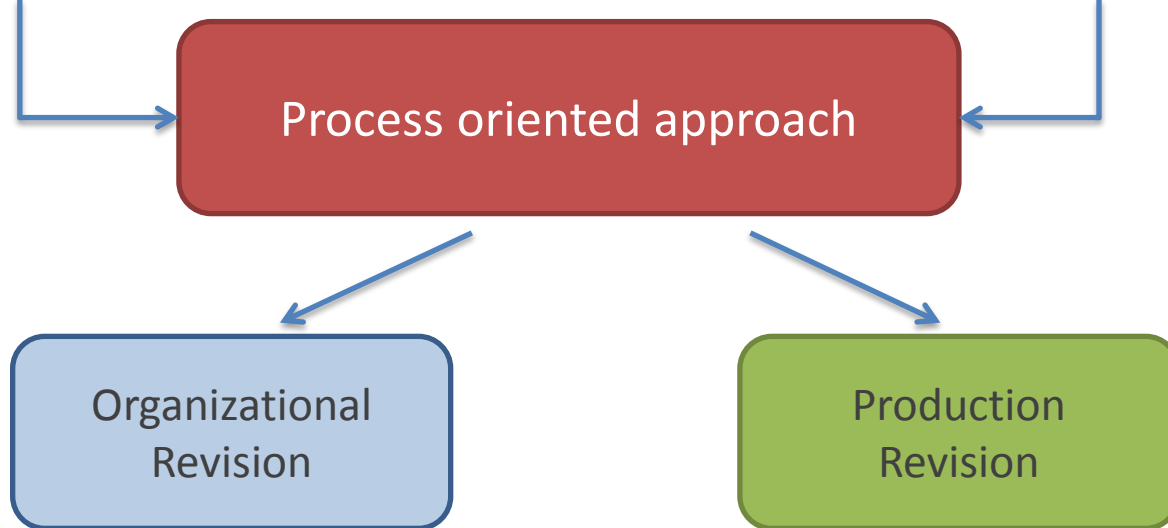 Process oriented approach
Organizational
Revision
Production
Revision